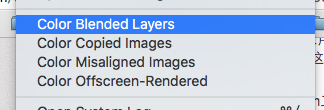 Color Blended Layers
Color Copied Images
Color Misaligned Images
Color Offscreen-Rendered